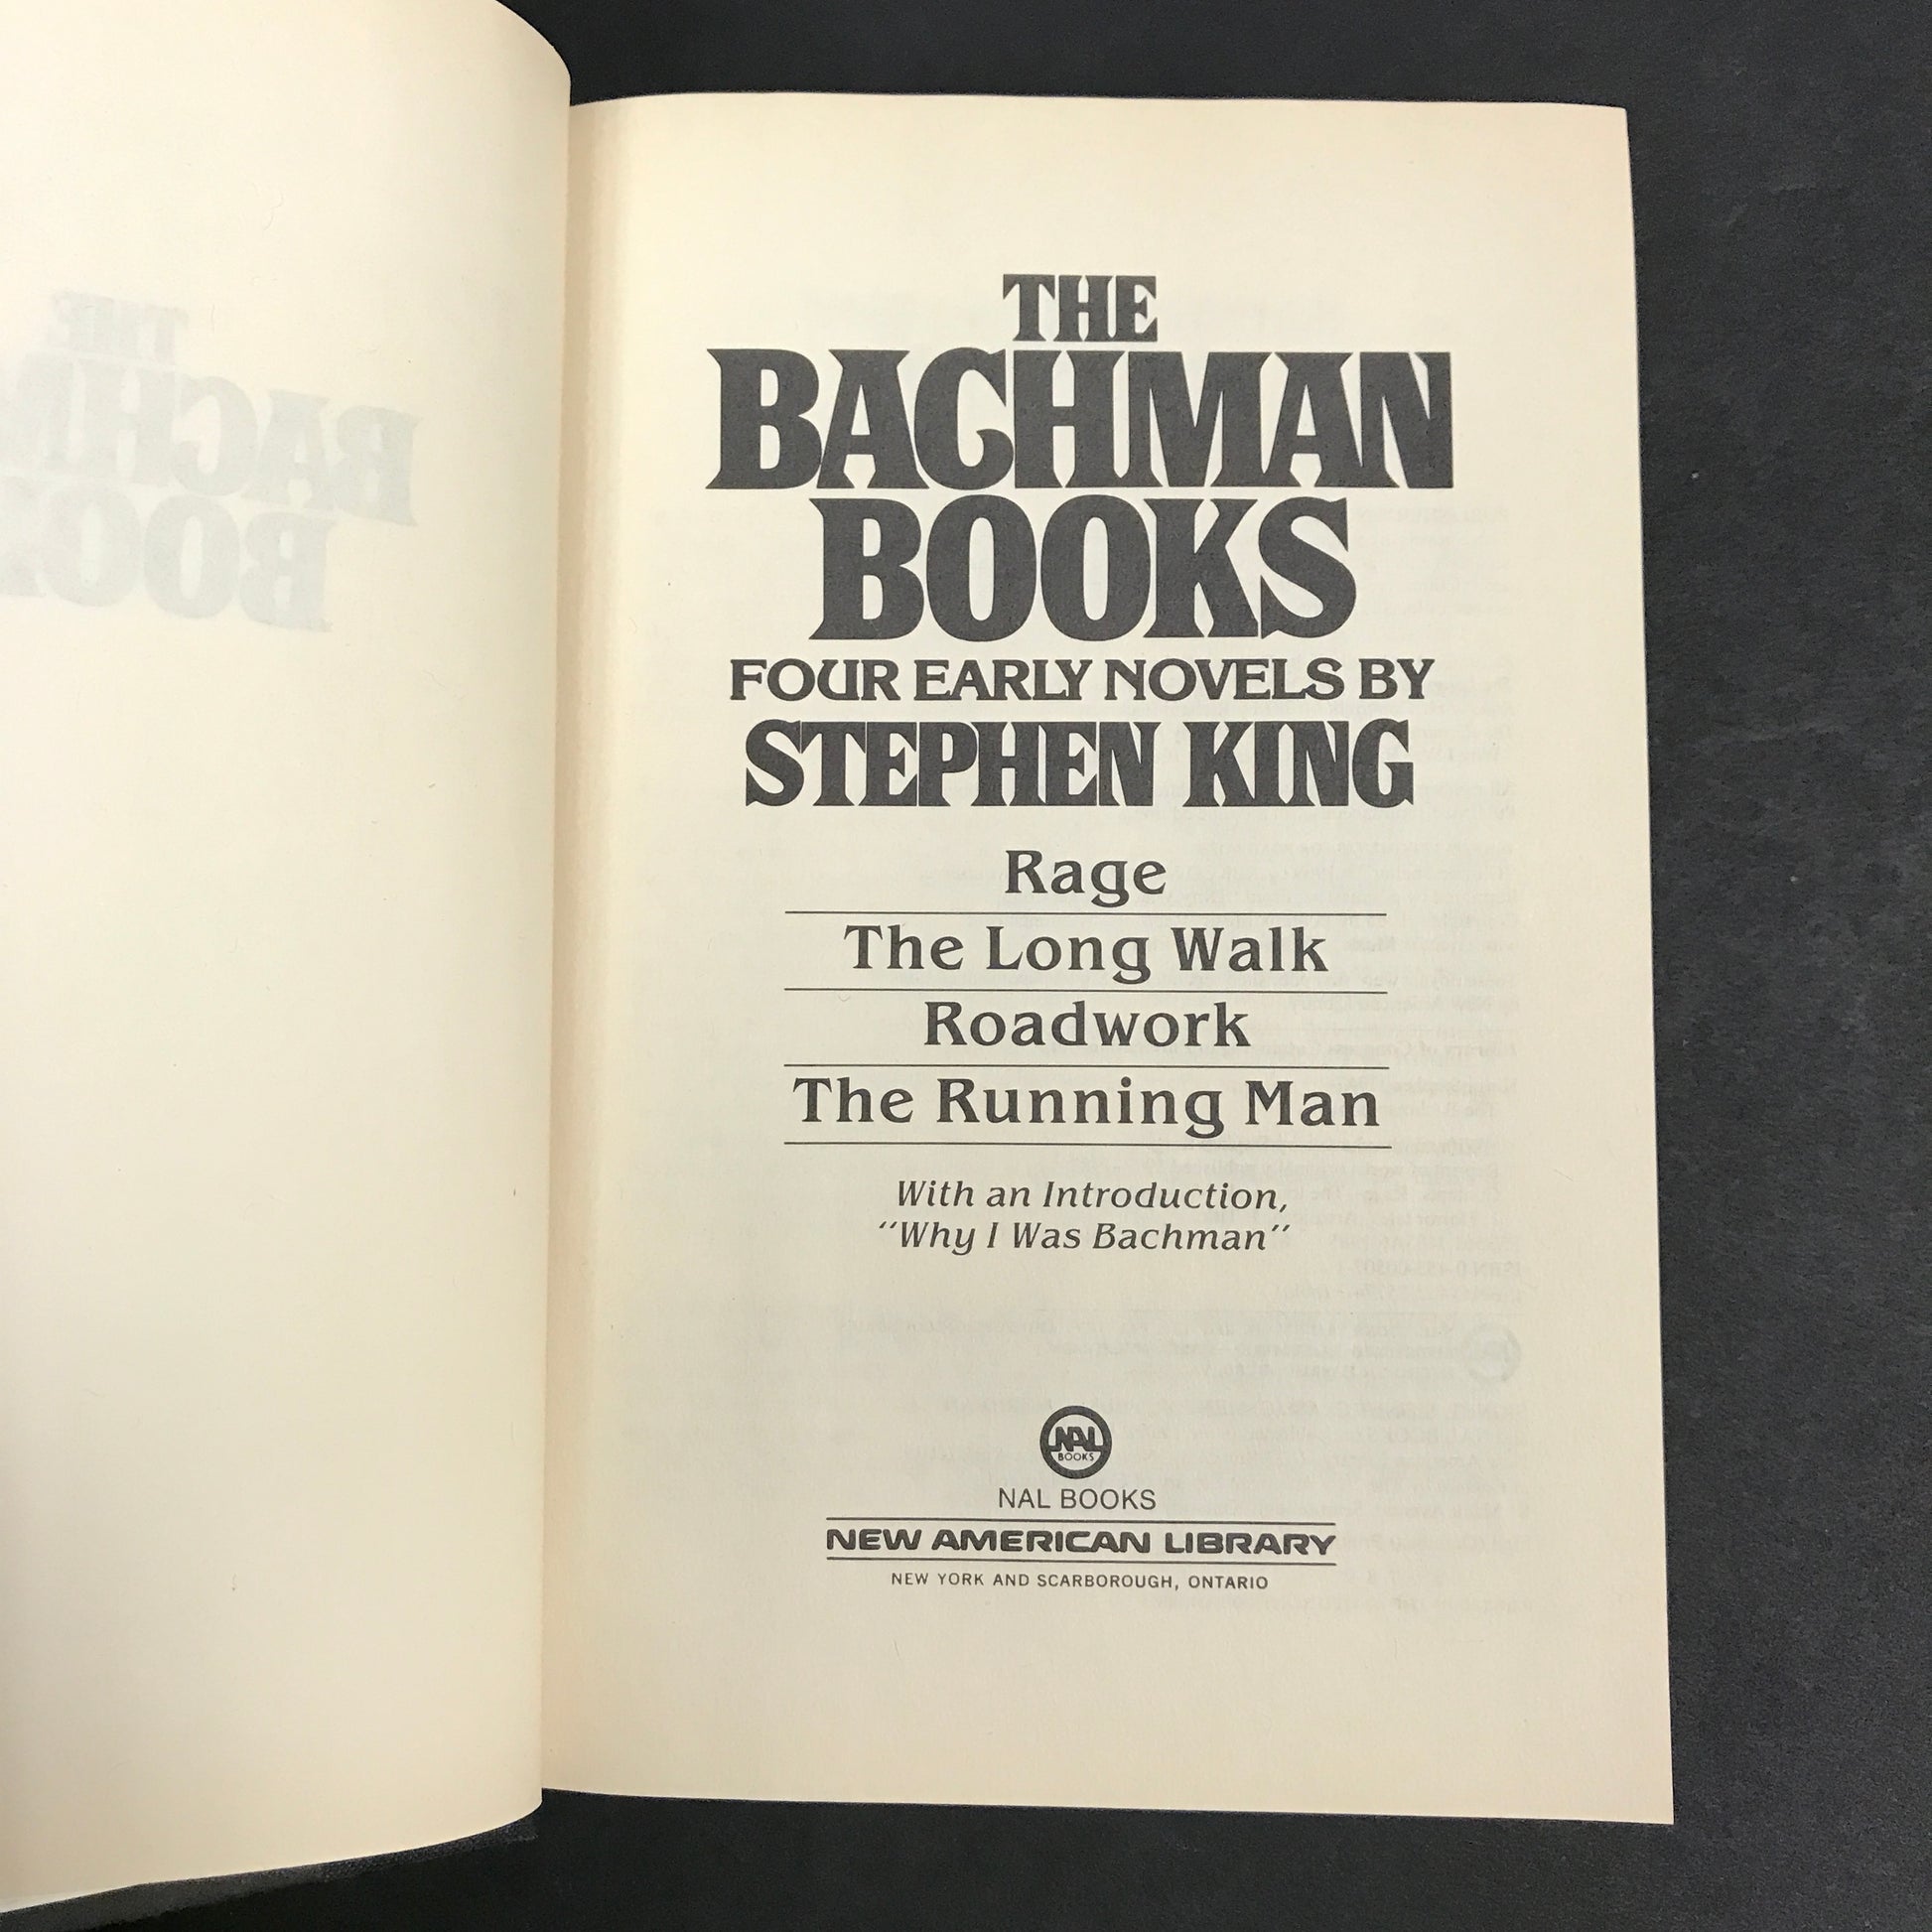 THE
BACHMAN
BOOKS
FOUR EARLY NOVELS BY
STEPHEN KING
Rage
The Long Walk
Roadwork
The Running Man
With an Introduction,
"Why I Was Bachman"
NAL
BOOKS
NAL BOOKS
NEW AMERICAN LIBRARY
NEW YORK AND SCARBOROUGH, ONTARIO